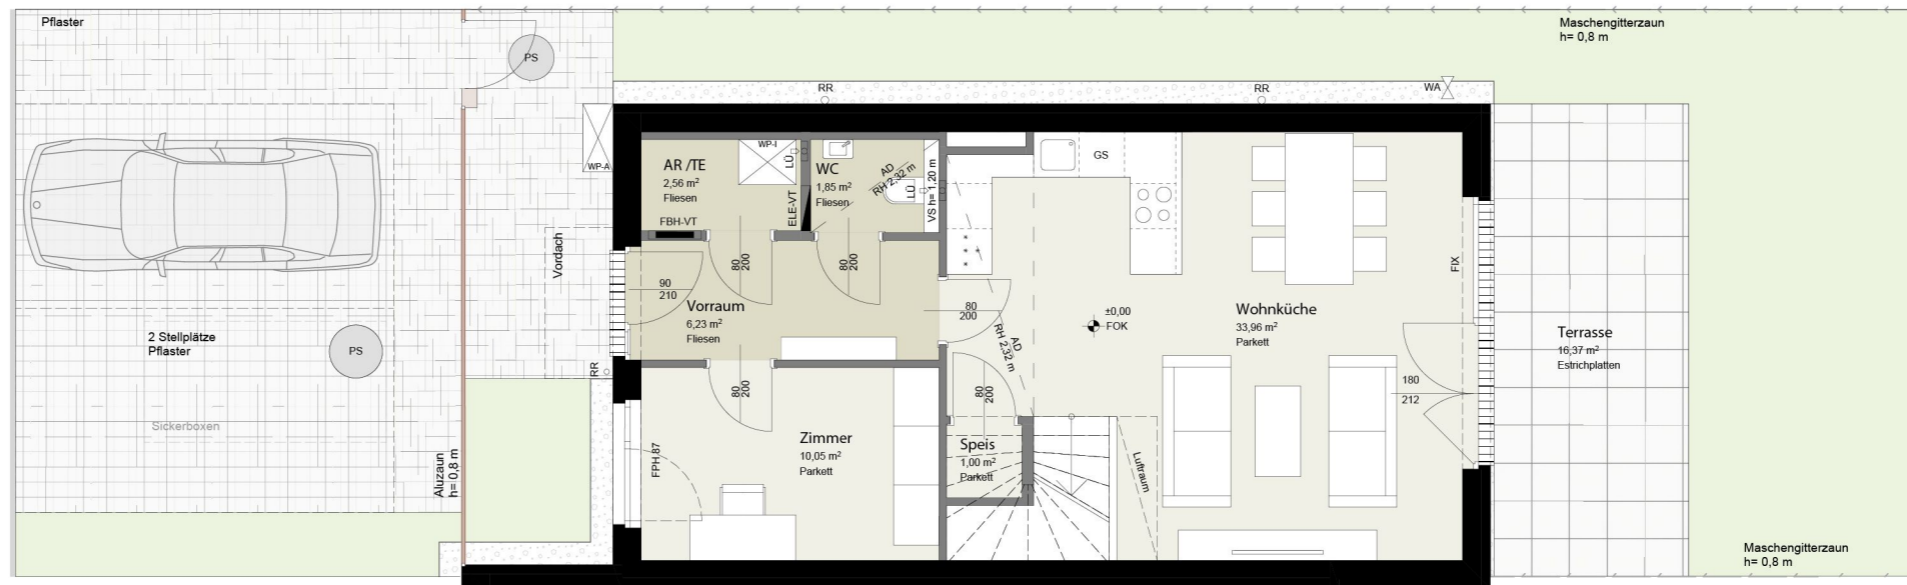 Pflaster
PS
Maschengitterzaun
h= 0,8 m
RR
RR
WA
WP-A
WP-I
AR /TE
2,56 m²
Fliesen
FBH-VT
LÜ
ELE-VT
WC
1,85 m²
Fliesen
AD
RH 2,32 m
LÜ
VS h= 1,20 m
GS
Vordach
90
210
80
200
80
200
Vorraum
6,23 m²
Fliesen
80
200
AD
RH 2,32 m
±0,00
FOK
Wohnküche
33,96 m²
Parkett
FIX
Terrasse
16,37 m²
Estrichplatten
2 Stellplätze
Pflaster
PS
RR
80
200
80
200
180
212
Sickerboxen
Aluzaun
h= 0,8 m
FPH.87
Zimmer
10,05 m²
Parkett
Speis
1,00 m²
Parkett
Luftraum
Maschengitterzaun
h= 0,8 m